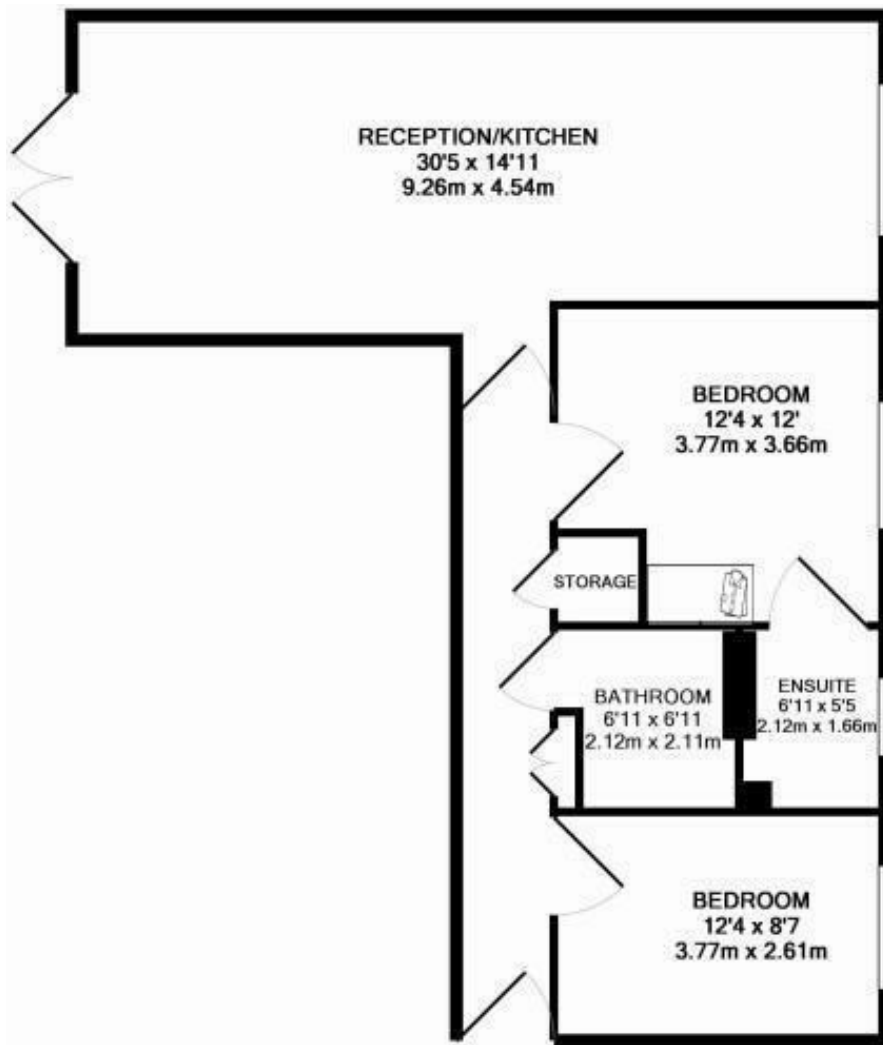 RECEPTION/KITCHEN
30'5 x 14'11
9.26m x 4.54m
BEDROOM
12'4 x 12'
3.77m x 3.66m
STORAGE
BATHROOM
6'11 x 6'11
2.12m x 2.11m
ENSUITE
6'11 x 5'5
2.12m x 1.66m
BEDROOM
12'4 x 8'7
3.77m x 2.61m